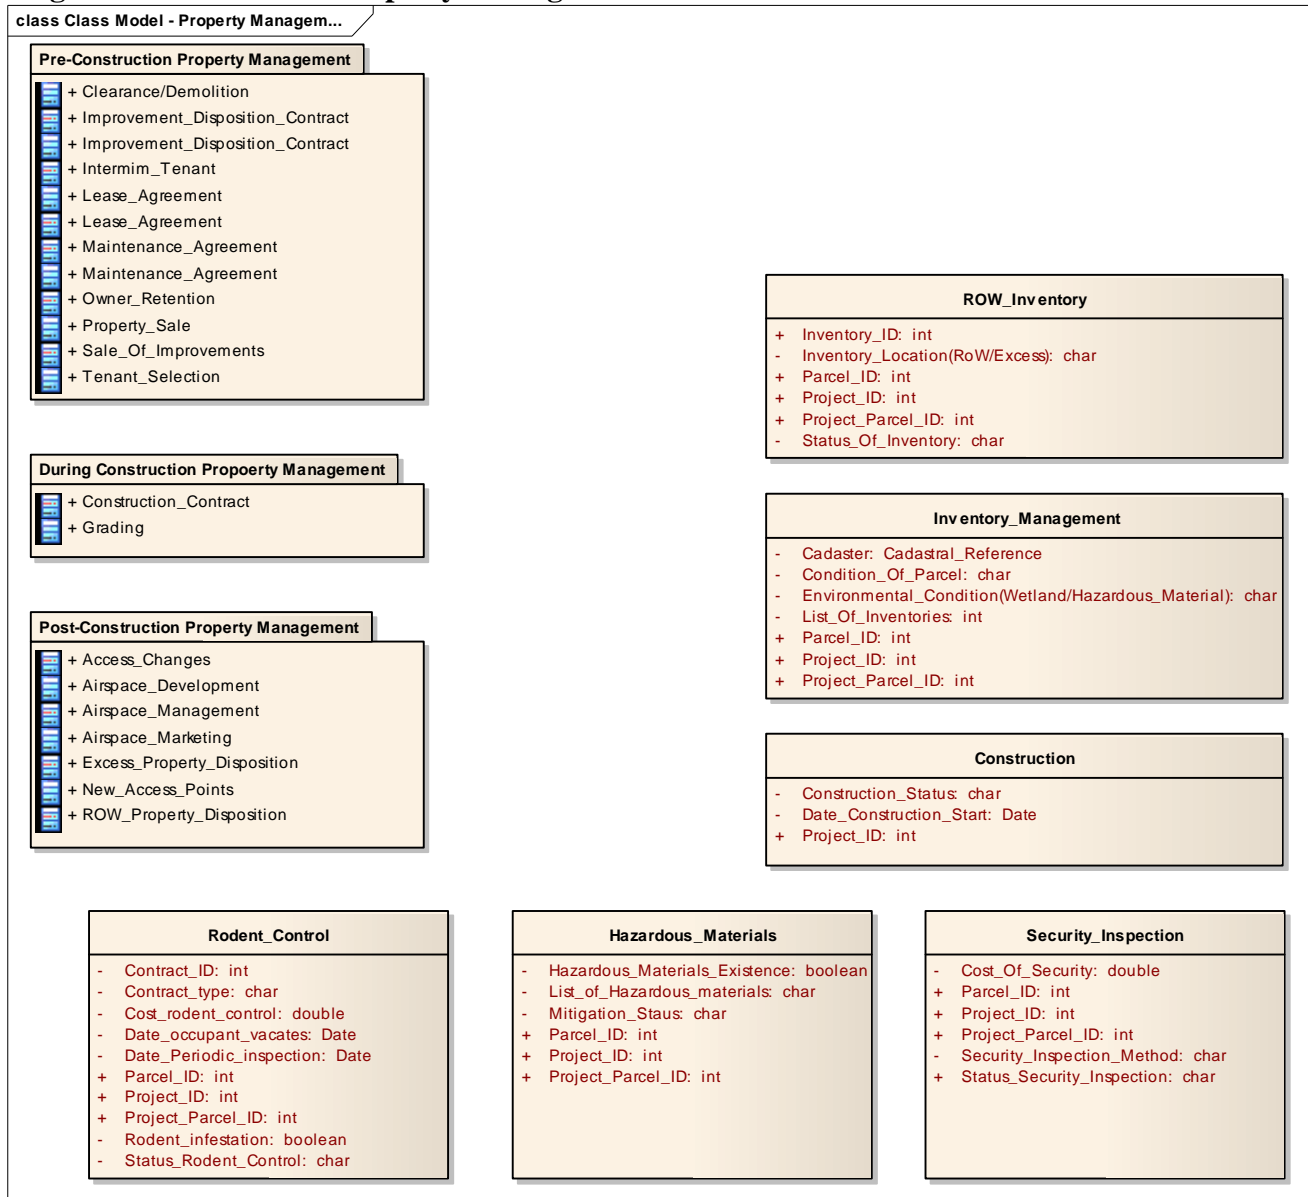 class Class Model - Property Managem...
Pre-Construction Property Management
+ Clearance/Demolition
+ Improvement_Disposition_Contract
+ Improvement_Disposition_Contract
+ Intermim_Tenant
+ Lease_Agreement
+ Lease_Agreement
+ Maintenance_Agreement
+ Maintenance_Agreement
+ Owner_Retention
+ Property_Sale
+ Sale_Of_Improvements
+ Tenant_Selection
During Construction Propoerty Management
+ Construction_Contract
+ Grading
Post-Construction Property Management
+ Access_Changes
+ Airspace_Development
+ Airspace_Management
+ Airspace_Marketing
+ Excess_Property_Disposition
+ New_Access_Points
+ ROW_Property_Disposition
ROW_Inventory
+ Inventory_ID: int
- Inventory_Location(RoW/Excess): char
+ Parcel_ID: int
+ Project_ID: int
+ Project_Parcel_ID: int
- Status_Of_Inventory: char
Inventory_Management
- Cadaster: Cadastral_Reference
- Condition_Of_Parcel: char
- Environmental_Condition(Wetland/Hazardous_Material): char
- List_Of_Inventories: int
+ Parcel_ID: int
+ Project_ID: int
+ Project_Parcel_ID: int
Construction
- Construction_Status: char
- Date_Construction_Start: Date
+ Project_ID: int
Rodent_Control
- Contract_ID: int
- Contract_type: char
- Cost_rodent_control: double
- Date_occupant_vacates: Date
- Date_Periodic_inspection: Date
+ Parcel_ID: int
+ Project_ID: int
+ Project_Parcel_ID: int
- Rodent_infestation: boolean
- Status_Rodent_Control: char
Hazardous_Materials
- Hazardous_Materials_Existence: boolean
- List_of_Hazardous_materials: char
- Mitigation_Staus: char
+ Parcel_ID: int
+ Project_ID: int
+ Project_Parcel_ID: int
Security_Inspection
- Cost_Of_Security: double
+ Parcel_ID: int
+ Project_ID: int
+ Project_Parcel_ID: int
- Security_Inspection_Method: char
+ Status_Security_Inspection: char